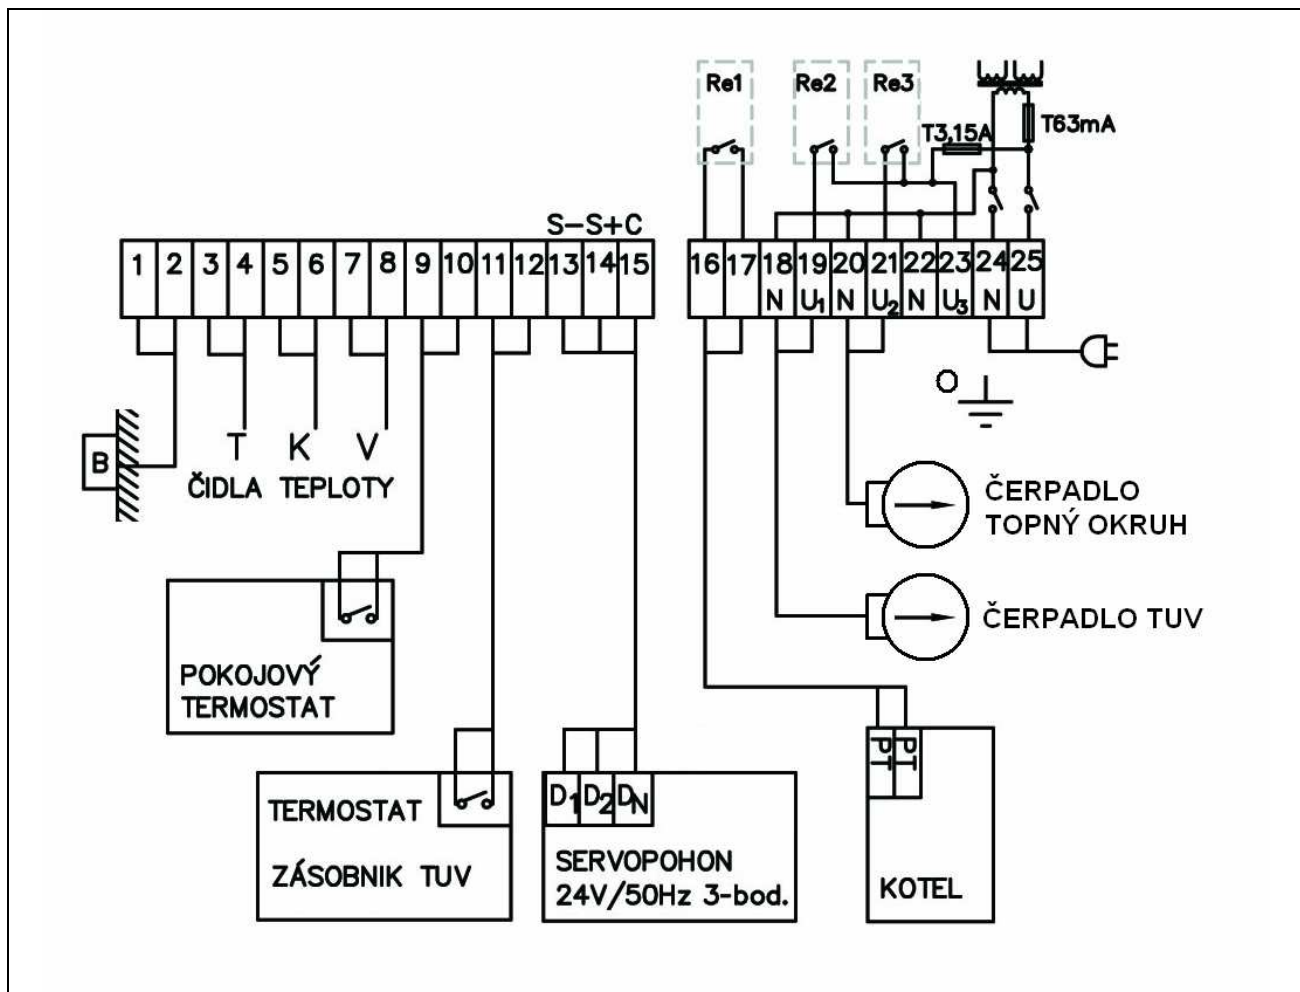 Re1 Re2 Re3
T3,15A T63mA
S- S+ C
1 2 3 4 5 6 7 8 9 10 11 12 13 14 15
16 17 18 19 20 21 22 23 24 25
N U1 N U2 N U3 N U
O
B
T K V
ČIDLA TEPLOTY
ČERPADLO
TOPNÝ OKRUH
ČERPADLO TUV
POKOJOVÝ
TERMOSTAT
TERMOSTAT
ZÁSOBNIK TUV
D1 D2 DN
SERVOPOHON
24V/50Hz 3-bod.
PT PT
KOTEL